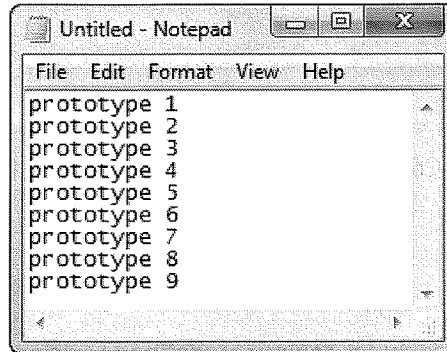 Untitled - Notepad
File Edit Format View Help
prototype 1
prototype 2
prototype 3
prototype 4
prototype 5
prototype 6
prototype 7
prototype 8
prototype 9